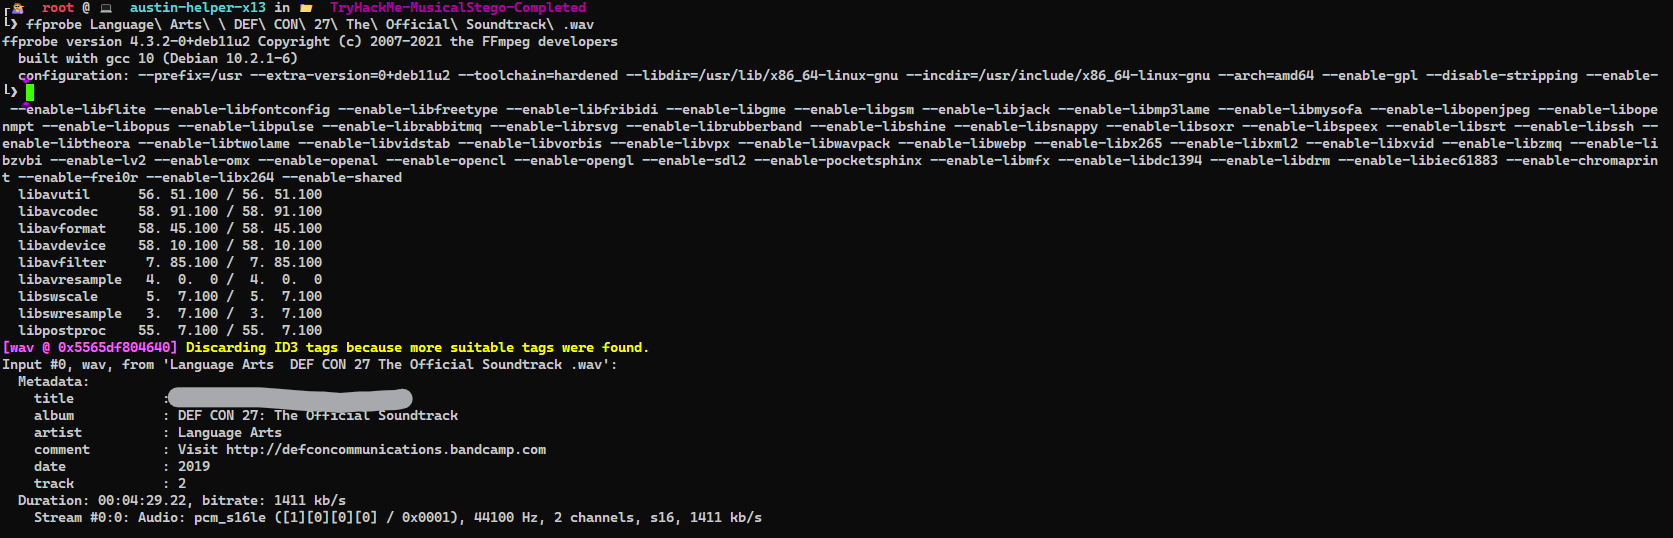 root @ austin-helper-x13 in TryHackMe-MusicalStego-Completed
❯ ffprobe Language\ Arts\ \ DEF\ CON\ 27\ The\ Official\ Soundtrack\ .wav
ffprobe version 4.3.2-0+deb11u2 Copyright (c) 2007-2021 the FFmpeg developers
built with gcc 10 (Debian 10.2.1-6)
configuration: --prefix=/usr --extra-version=0+deb11u2 --toolchain=hardened --libdir=/usr/lib/x86_64-linux-gnu --incdir=/usr/include/x86_64-linux-gnu --arch=amd64 --enable-gpl --disable-stripping --enable-
❯
--enable-libflite --enable-libfontconfig --enable-libfreetype --enable-libfribidi --enable-libgme --enable-libgsm --enable-libjack --enable-libmp3lame --enable-libmysofa --enable-libopenjpeg --enable-libope
nmpt --enable-libopus --enable-libpulse --enable-librabbitmq --enable-librsvg --enable-librubberband --enable-libshine --enable-libsnappy --enable-libsoxr --enable-libspeex --enable-libsrt --enable-libssh --
enable-libtheora --enable-libtwolame --enable-libvidstab --enable-libvorbis --enable-libvpx --enable-libwavpack --enable-libwebp --enable-libx265 --enable-libxml2 --enable-libxvid --enable-libzmq --enable-li
bzvbi --enable-lv2 --enable-omx --enable-openal --enable-opencl --enable-opengl --enable-sdl2 --enable-pocketsphinx --enable-libmfx --enable-libdc1394 --enable-libdrm --enable-libiec61883 --enable-chromaprin
t --enable-frei0r --enable-libx264 --enable-shared
libavutil 56. 51.100 / 56. 51.100
libavcodec 58. 91.100 / 58. 91.100
libavformat 58. 45.100 / 58. 45.100
libavdevice 58. 10.100 / 58. 10.100
libavfilter 7. 85.100 / 7. 85.100
libavresample 4. 0. 0 / 4. 0. 0
libswscale 5. 7.100 / 5. 7.100
libswresample 3. 7.100 / 3. 7.100
libpostproc 55. 7.100 / 55. 7.100
[wav @ 0x5565df804640] Discarding ID3 tags because more suitable tags were found.
Input #0, wav, from 'Language Arts  DEF CON 27 The Official Soundtrack .wav':
Metadata:
title :
album : DEF CON 27: The Official Soundtrack
artist : Language Arts
comment : Visit http://defconcommunications.bandcamp.com
date : 2019
track : 2
Duration: 00:04:29.22, bitrate: 1411 kb/s
Stream #0:0: Audio: pcm_s16le ([1][0][0][0] / 0x0001), 44100 Hz, 2 channels, s16, 1411 kb/s